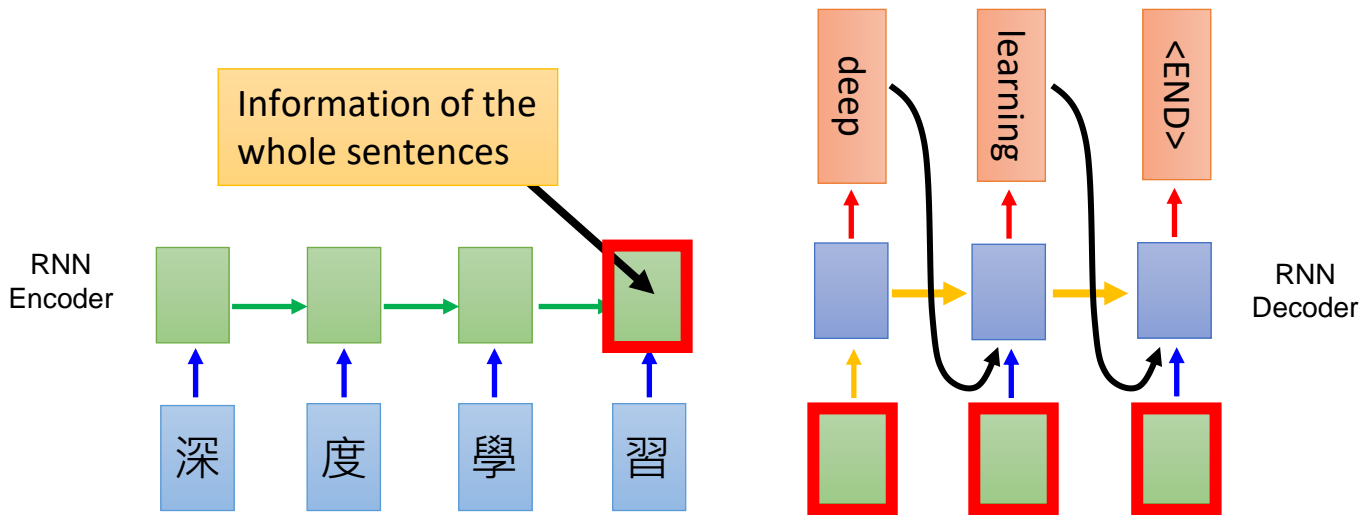 Information of the
whole sentences
RNN
Encoder
深
度
學
習
deep
learning
<END>
RNN
Decoder